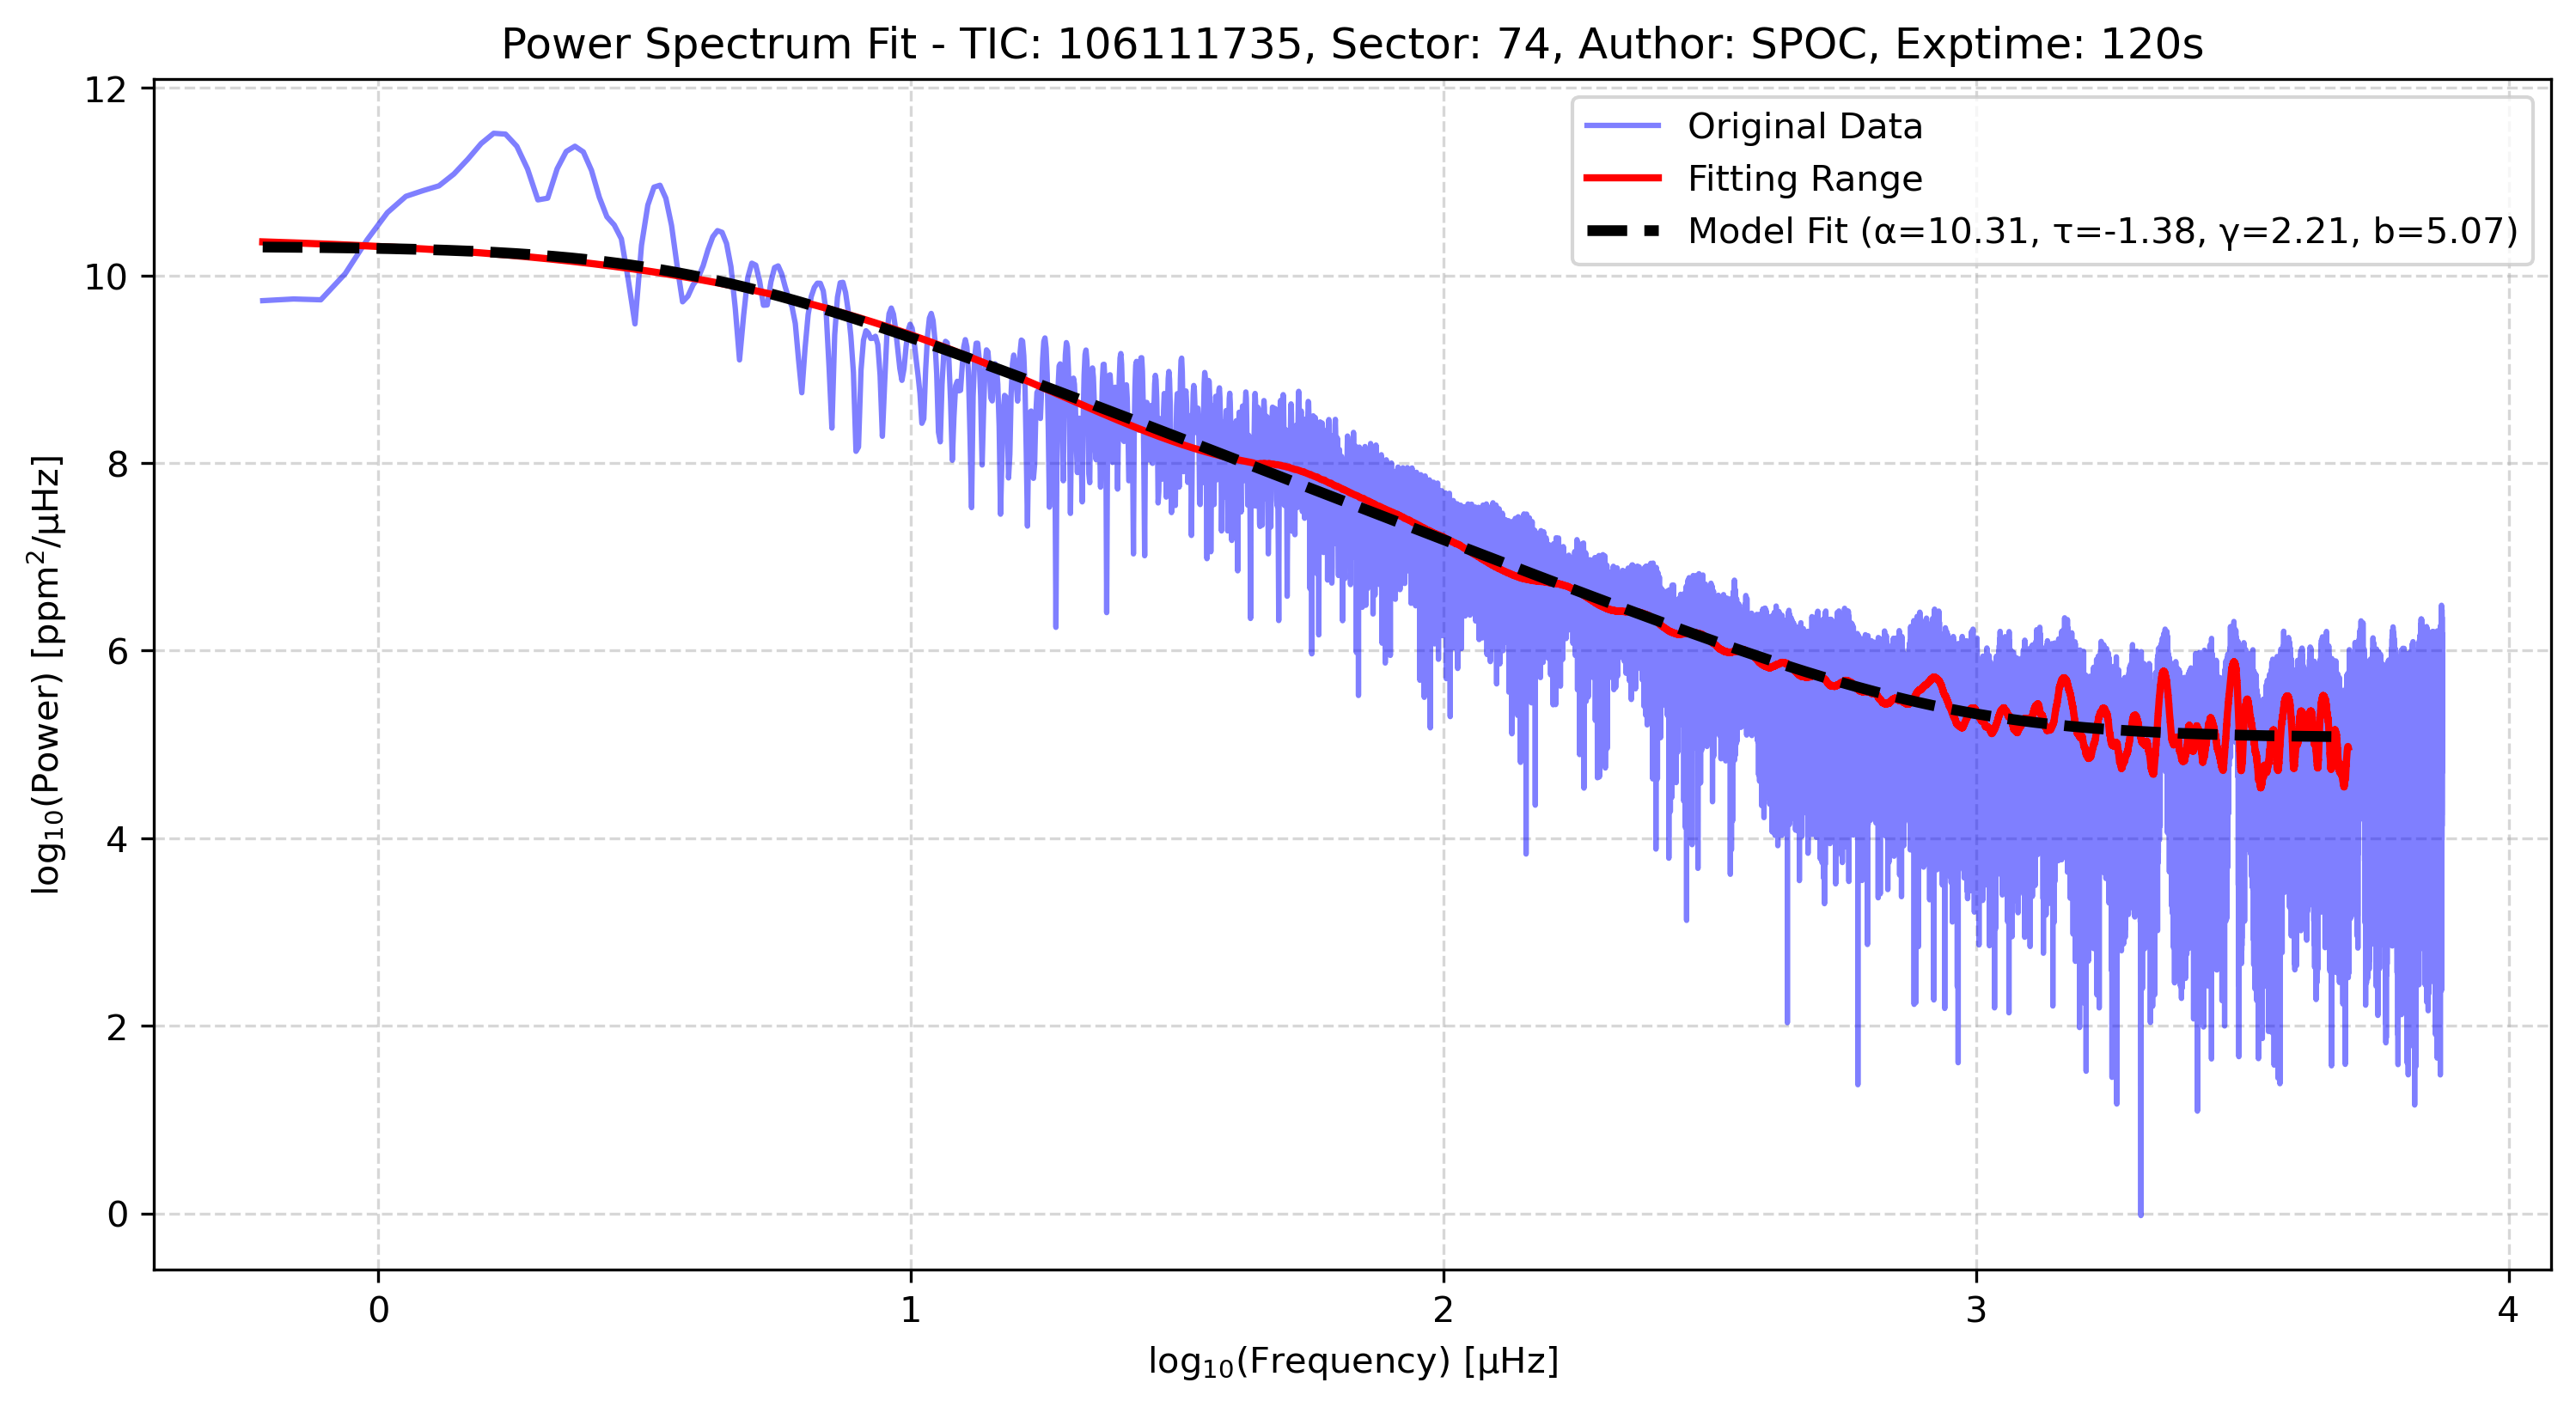 Power Spectrum Fit - TIC: 106111735, Sector: 74, Author: SPOC, Exptime: 120s
Original Data
Fitting Range
Model Fit (α=10.31, τ=-1.38, γ=2.21, b=5.07)
log₁₀(Power) [ppm²/μHz]
12
10
8
6
4
2
0
0 1 2 3 4
log₁₀(Frequency) [μHz]